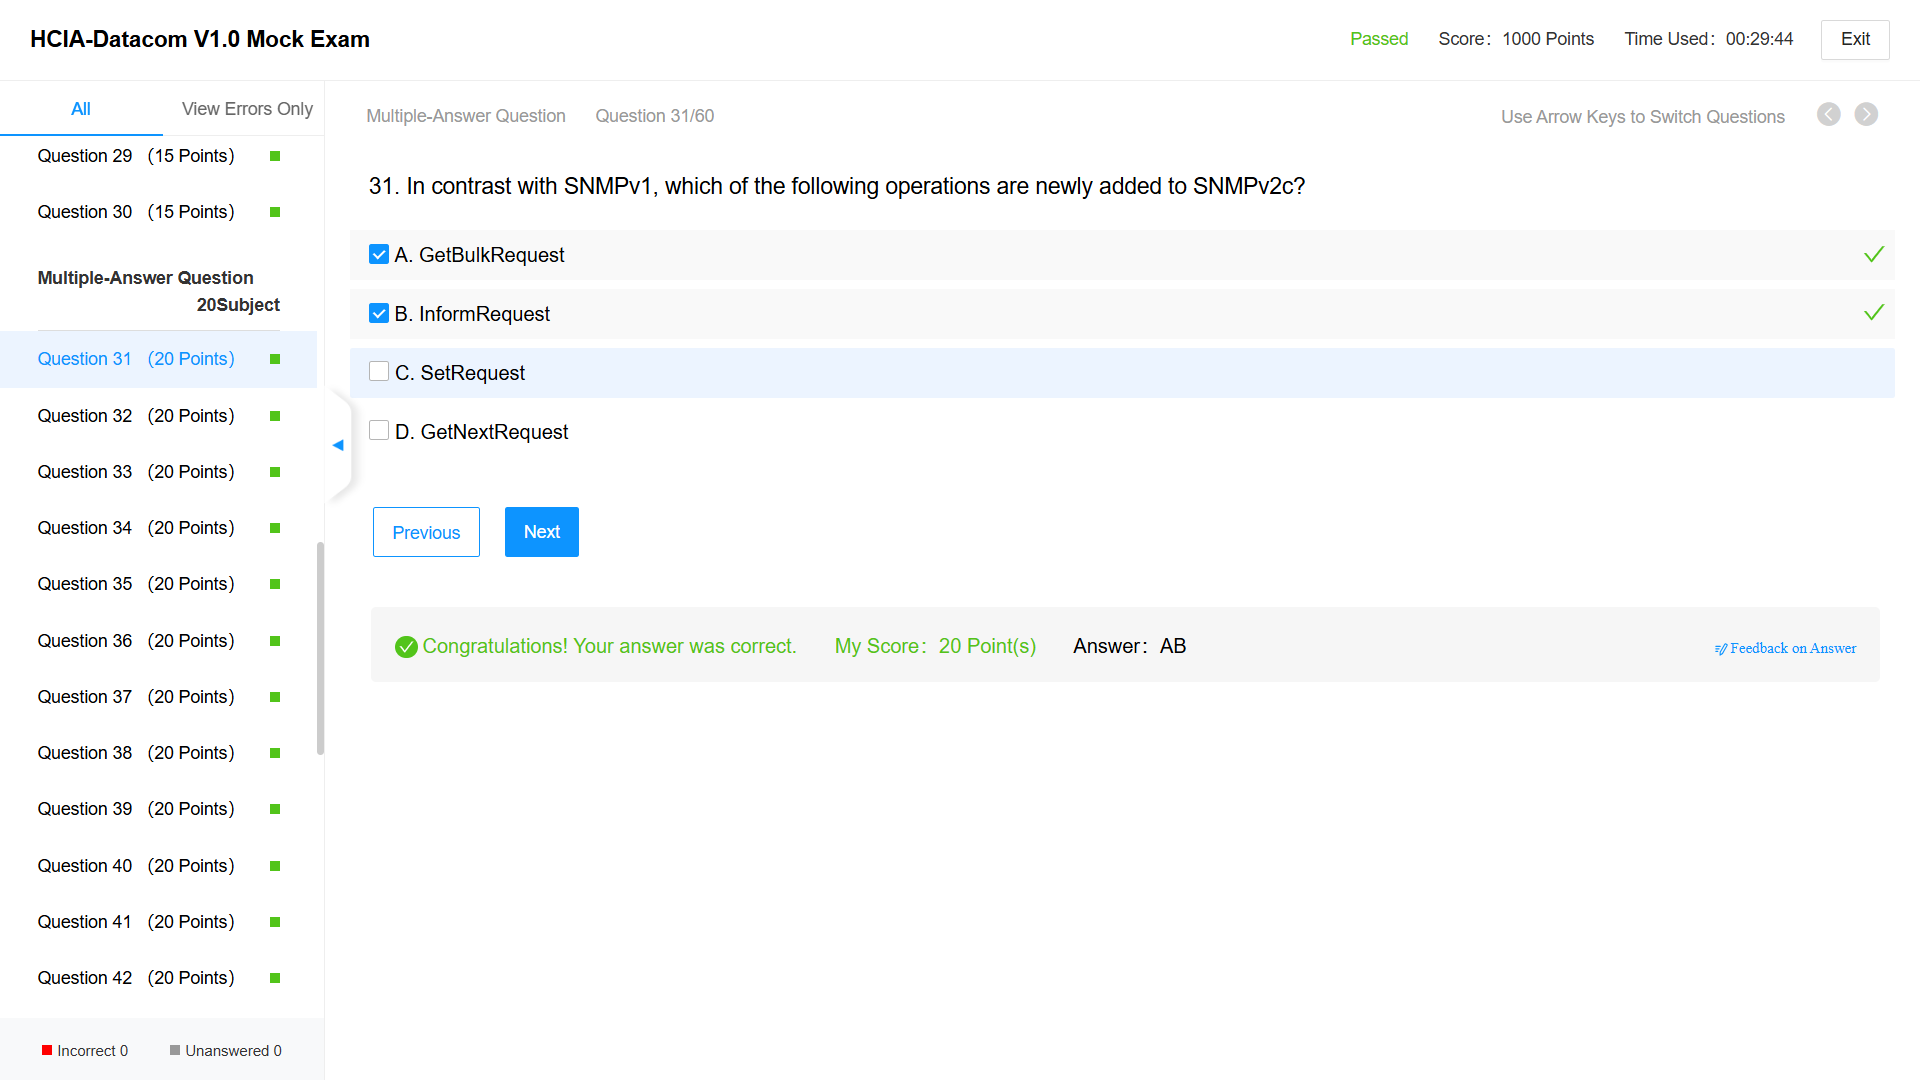 HCIA-Datacom V1.0 Mock Exam
Passed Score: 1000 Points Time Used: 00:29:44 Exit
All View Errors Only
Question 29 (15 Points)
Question 30 (15 Points)
Multiple-Answer Question
20Subject
Question 31 (20 Points)
Question 32 (20 Points)
Question 33 (20 Points)
Question 34 (20 Points)
Question 35 (20 Points)
Question 36 (20 Points)
Question 37 (20 Points)
Question 38 (20 Points)
Question 39 (20 Points)
Question 40 (20 Points)
Question 41 (20 Points)
Question 42 (20 Points)
Incorrect 0 Unanswered 0
Multiple-Answer Question Question 31/60 Use Arrow Keys to Switch Questions
31. In contrast with SNMPv1, which of the following operations are newly added to SNMPv2c?
A. GetBulkRequest
B. InformRequest
C. SetRequest
D. GetNextRequest
Previous Next
Congratulations! Your answer was correct. My Score: 20 Point(s) Answer: AB Feedback on Answer